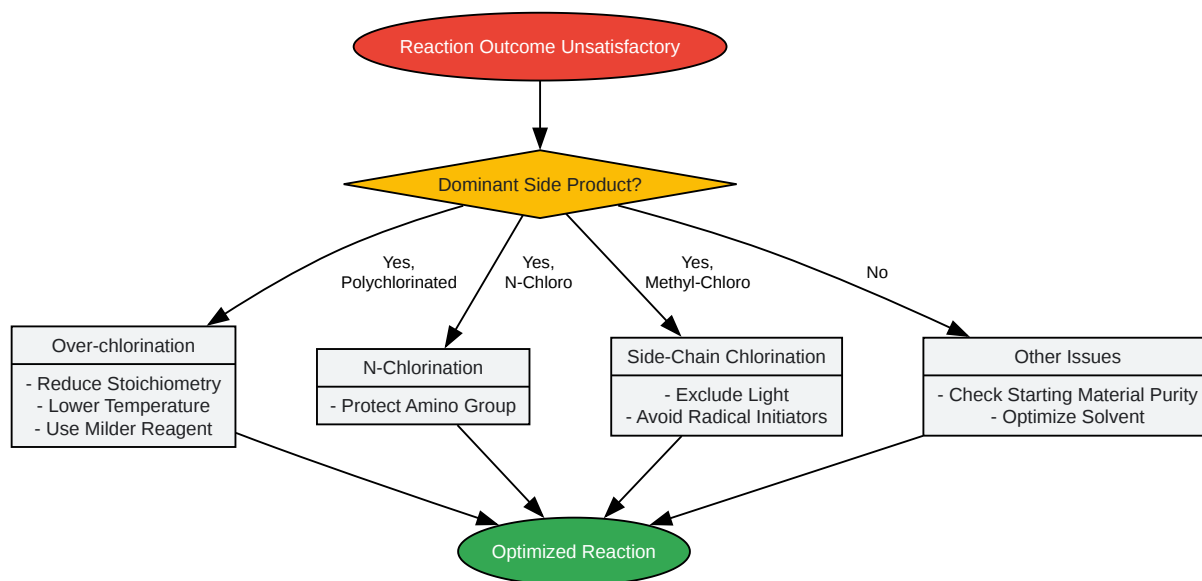 Reaction Outcome Unsatisfactory
Dominant Side Product?
Yes,
Polychlorinated
Yes,
N-Chloro
Yes,
Methyl-Chloro
No
Over-chlorination
- Reduce Stoichiometry
- Lower Temperature
- Use Milder Reagent
N-Chlorination
- Protect Amino Group
Side-Chain Chlorination
- Exclude Light
- Avoid Radical Initiators
Other Issues
- Check Starting Material Purity
- Optimize Solvent
Optimized Reaction